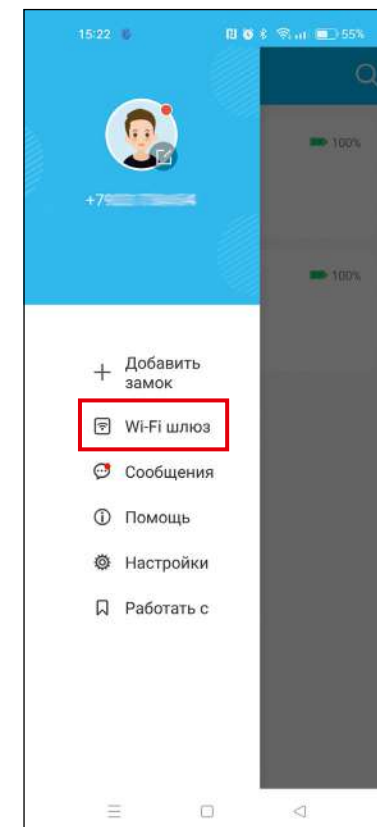 15:22 55%
100%
+79
100%
Добавить
замок
Wi-Fi шлюз
Сообщения
Помощь
Настройки
Работать с